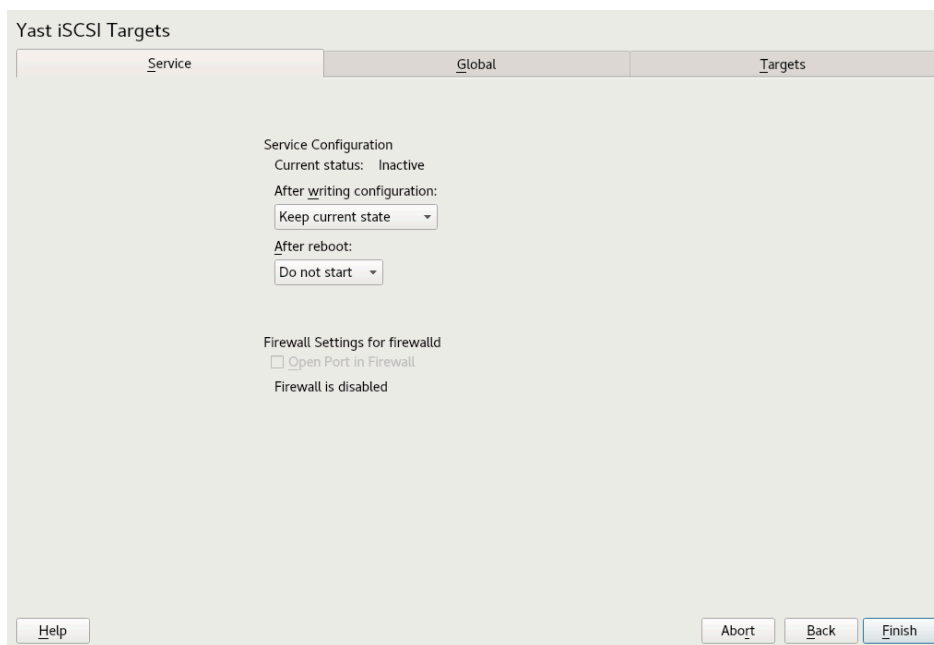 Yast iSCSI Targets
Service Global Targets
Service Configuration
Current status: Inactive
After writing configuration:
Keep current state
After reboot:
Do not start
Firewall Settings for firewalld
Open Port in Firewall
Firewall is disabled
Help Abort Back Finish